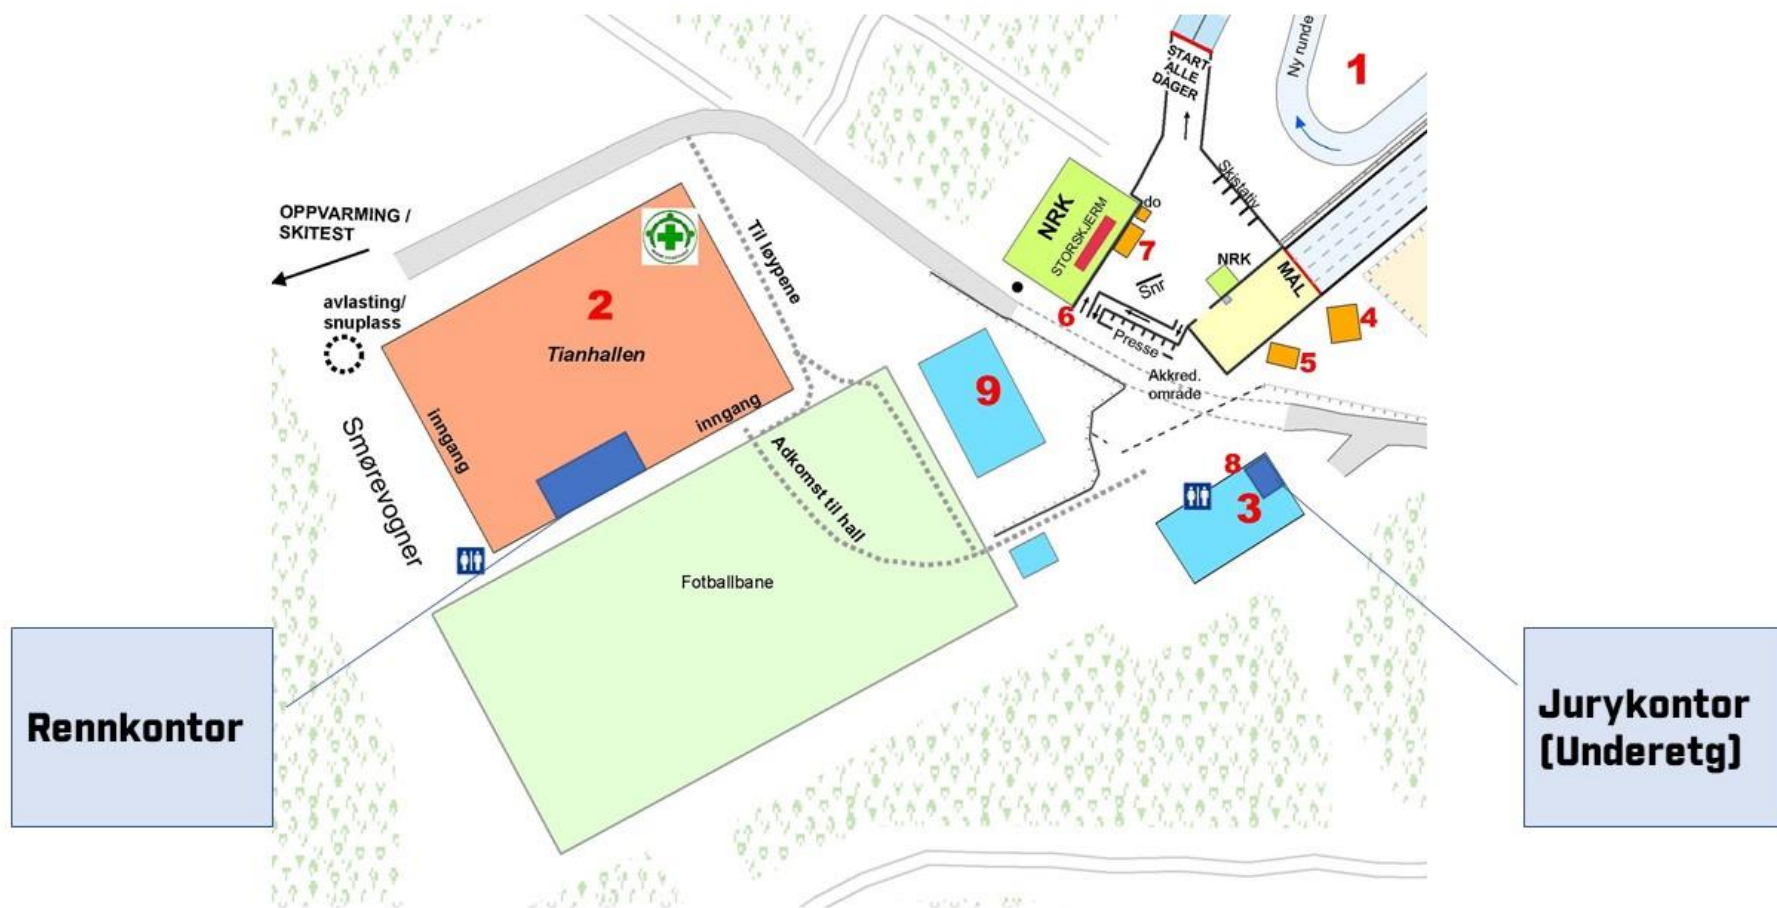 START
ALLE
DAGER
Ny runde
1
Skistativ
do
NRK
STORSKJERM
7
NRK
MÅL
Snr
6
Presse
4
5
Akkred.
område
OPPVARMING /
SKITEST
avlasting/
snuplass
2
Tianhallen
Til løypene
inngang
inngang
Smørevogner
Adkomst til hall
9
8
3
Fotballbane
Rennkontor
Jurykontor
(Underetg)